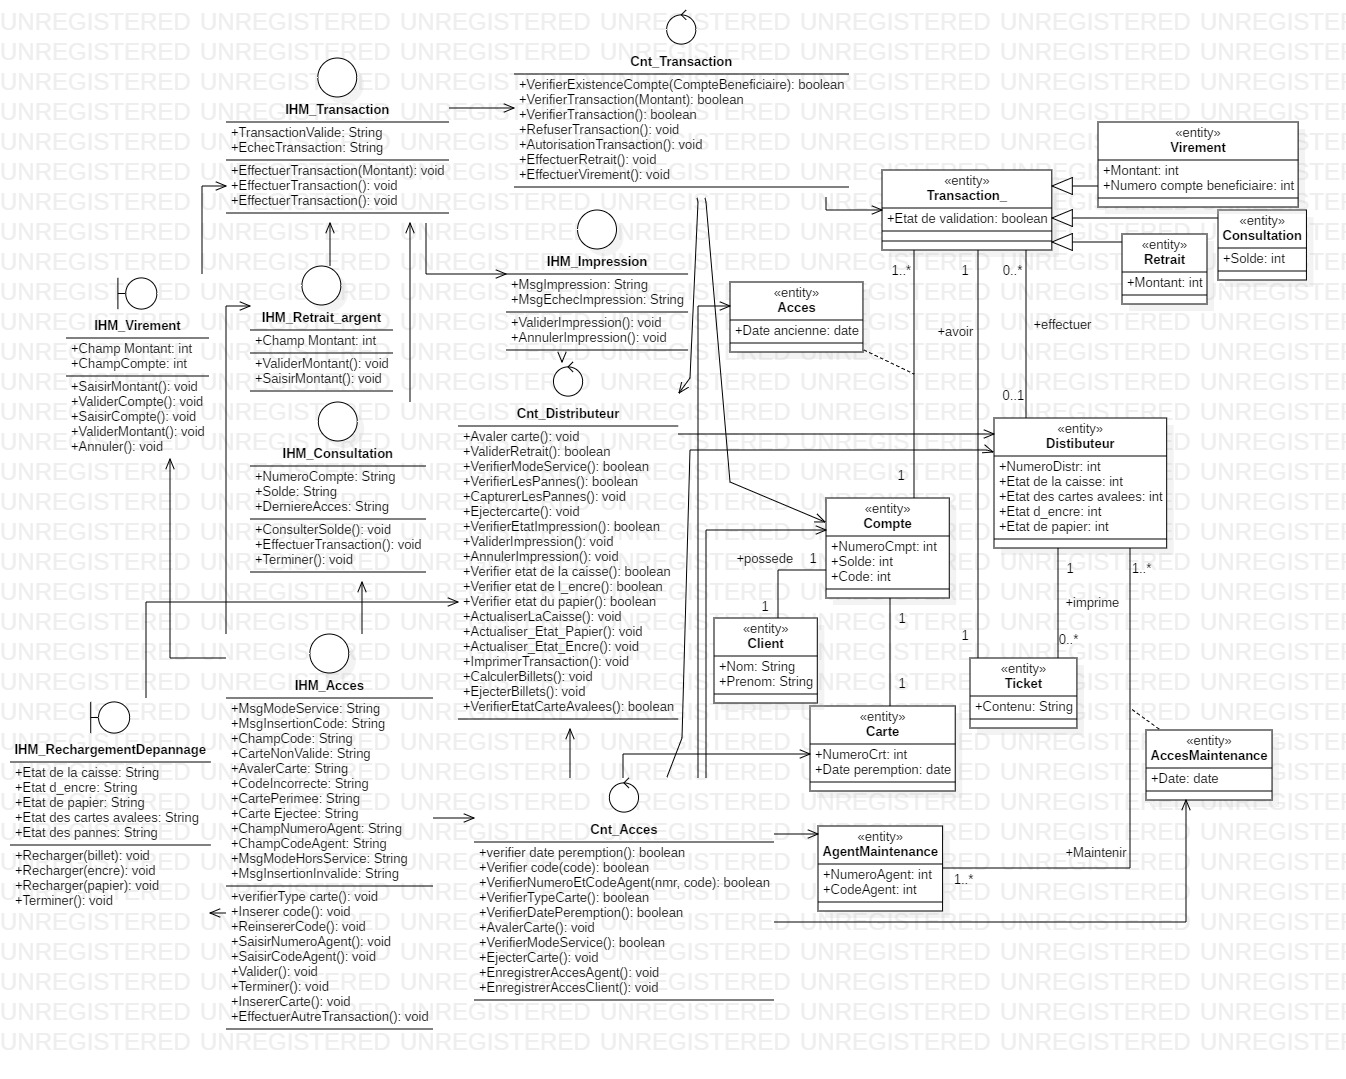 UNREGISTERED
Cnt_Transaction
+VerifierExistenceCompte(CompteBeneficiaire): boolean
+VerifierTransaction(Montant): boolean
+VerifierTransaction(): boolean
+RefuserTransaction(): void
+AutorisationTransaction(): void
+EffectuerRetrait(): void
+EffectuerVirement(): void
IHM_Transaction
+TransactionValide: String
+EchecTransaction: String
+EffectuerTransaction(Montant): void
+EffectuerTransaction(): void
+EffectuerTransaction(): void
«entity»
Virement
+Montant: int
+Numero compte beneficiaire: int
«entity»
Transaction_
+Etat de validation: boolean
«entity»
Consultation
+Solde: int
«entity»
Retrait
+Montant: int
IHM_Impression
+MsgImpression: String
+MsgEchecImpression: String
+ValiderImpression(): void
+AnnulerImpression(): void
1..*
1
0..*
«entity»
Acces
+Date ancienne: date
+avoir
+effectuer
IHM_Virement
+Champ Montant: int
+ChampCompte: int
+SaisirMontant(): void
+ValiderCompte(): void
+SaisirCompte(): void
+ValiderMontant(): void
+Annuler(): void
IHM_Retrait_argent
+Champ Montant: int
+ValiderMontant(): void
+SaisirMontant(): void
0..1
Cnt_Distributeur
+Avaler carte(): void
+ValiderRetrait(): boolean
+VerifierModeService(): boolean
+VerifierLesPannes(): boolean
+CapturerLesPannes(): void
+Ejectercarte(): void
+VerifierEtatImpression(): boolean
+ValiderImpression(): void
+AnnulerImpression(): void
+Verifier etat de la caisse(): boolean
+Verifier etat de l_encre(): boolean
+Verifier etat du papier(): boolean
+ActualiserLaCaisse(): void
+Actualiser_Etat_Papier(): void
+Actualiser_Etat_Encre(): void
+ImprimerTransaction(): void
+CalculerBillets(): void
+EjecterBillets(): void
+VerifierEtatCarteAvalees(): boolean
«entity»
Distibuteur
+NumeroDistr: int
+Etat de la caisse: int
+Etat des cartes avalees: int
+Etat d_encre: int
+Etat de papier: int
IHM_Consultation
+NumeroCompte: String
+Solde: String
+DerniereAcces: String
+ConsulterSolde(): void
+EffectuerTransaction(): void
+Terminer(): void
1
«entity»
Compte
+NumeroCmpt: int
+Solde: int
+Code: int
+possede
1
1
1
1..*
+imprime
1
1
0..*
«entity»
Client
+Nom: String
+Prenom: String
1
«entity»
Ticket
+Contenu: String
IHM_Acces
+MsgModeService: String
+MsgInsertionCode: String
+ChampCode: String
+CarteNonValide: String
+AvalerCarte: String
+CodeIncorrecte: String
+CartePerimee: String
+Carte Ejectee: String
+ChampNumeroAgent: String
+ChampCodeAgent: String
+MsgModeHorsService: String
+MsgInsertionInvalide: String
+verifierType carte(): void
+Inserer code(): void
+ReinsererCode(): void
+SaisirNumeroAgent(): void
+SaisirCodeAgent(): void
+Valider(): void
+Terminer(): void
+InsererCarte(): void
+EffectuerAutreTransaction(): void
1
«entity»
Carte
+NumeroCrt: int
+Date peremption: date
IHM_RechargementDepannage
+Etat de la caisse: String
+Etat d_encre: String
+Etat de papier: String
+Etat des cartes avalees: String
+Etat des pannes: String
+Recharger(billet): void
+Recharger(encre): void
+Recharger(papier): void
+Terminer(): void
«entity»
AccesMaintenance
+Date: date
Cnt_Acces
+verifier date peremption(): boolean
+Verifier code(code): boolean
+VerifierNumeroEtCodeAgent(nmr, code): boolean
+VerifierTypeCarte(): boolean
+VerifierDatePeremption(): boolean
+AvalerCarte(): void
+VerifierModeService(): boolean
+EjecterCarte(): void
+EnregistrerAccesAgent(): void
+EnregistrerAccesClient(): void
«entity»
AgentMaintenance
+NumeroAgent: int
+CodeAgent: int
+Maintenir
1..*